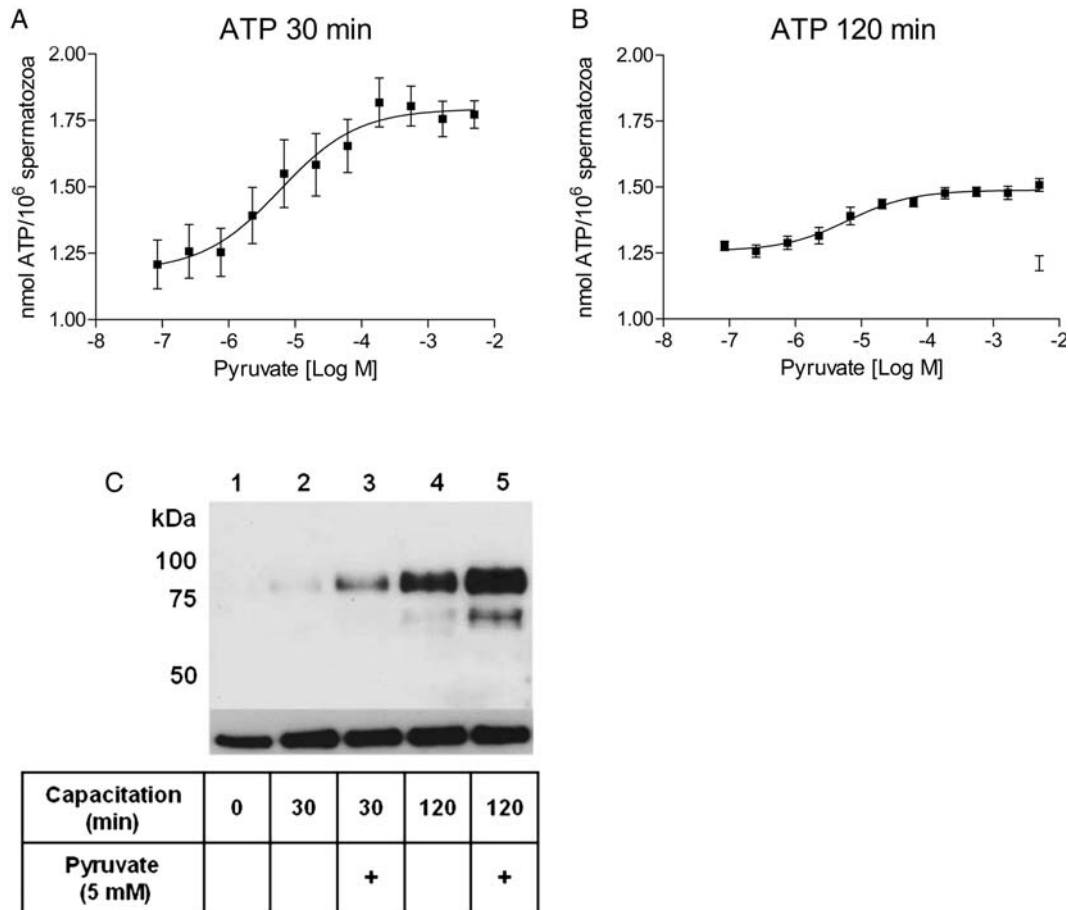 A
ATP 30 min
nmol ATP/10⁶ spermatozoa
2.00
1.75
1.50
1.25
1.00
-8 -7 -6 -5 -4 -3 -2
Pyruvate [Log M]
B
ATP 120 min
nmol ATP/10⁶ spermatozoa
2.00
1.75
1.50
1.25
1.00
-8 -7 -6 -5 -4 -3 -2
Pyruvate [Log M]
C
1 2 3 4 5
kDa
100
75
50
Capacitation (min) 0 30 30 120 120
Pyruvate (5 mM) + +